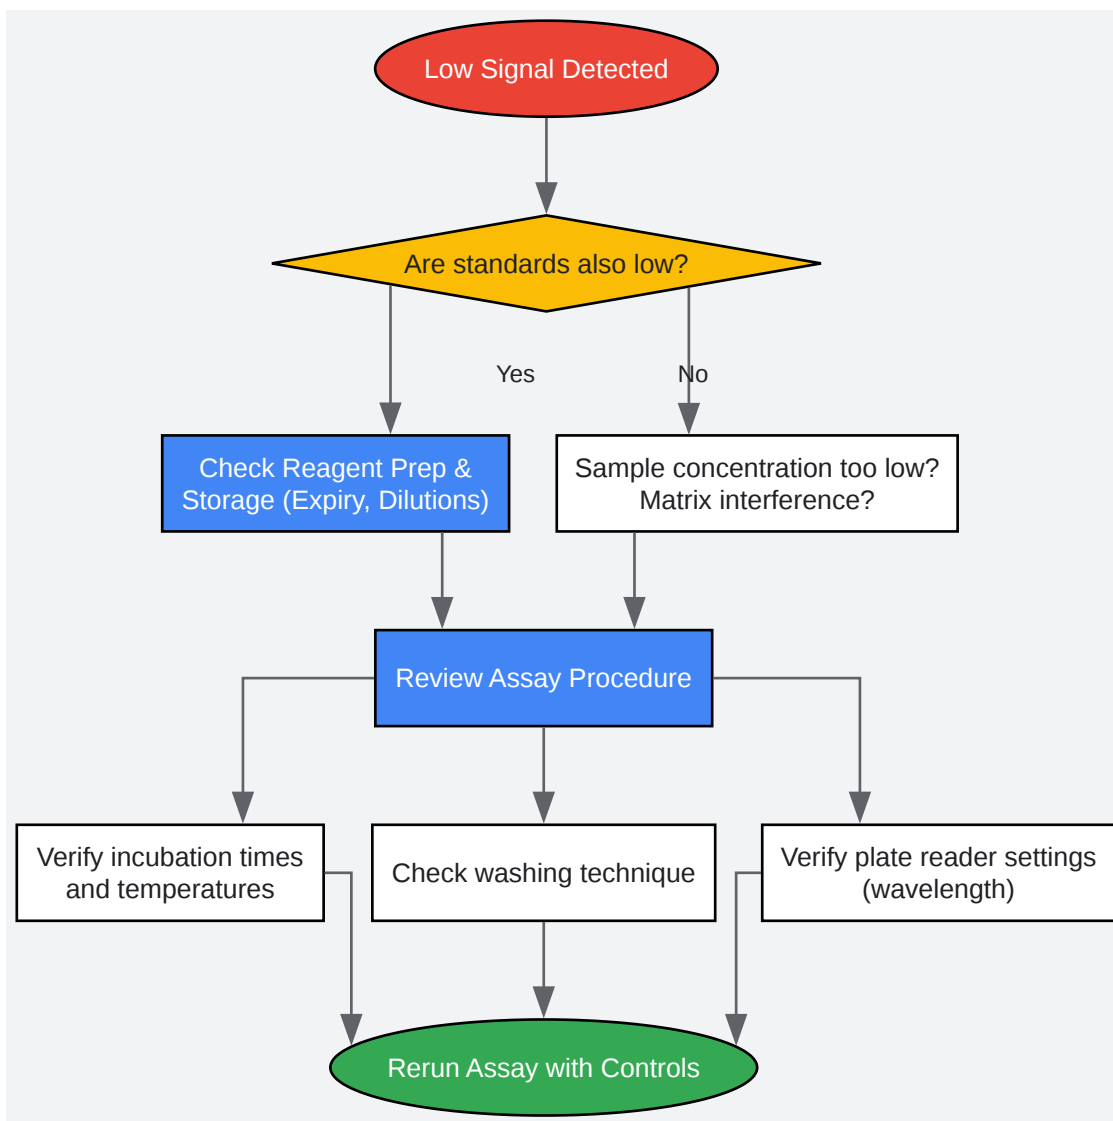 Low Signal Detected
Are standards also low?
Yes
No
Check Reagent Prep &
Storage (Expiry, Dilutions)
Sample concentration too low?
Matrix interference?
Review Assay Procedure
Verify incubation times
and temperatures
Check washing technique
Verify plate reader settings
(wavelength)
Rerun Assay with Controls